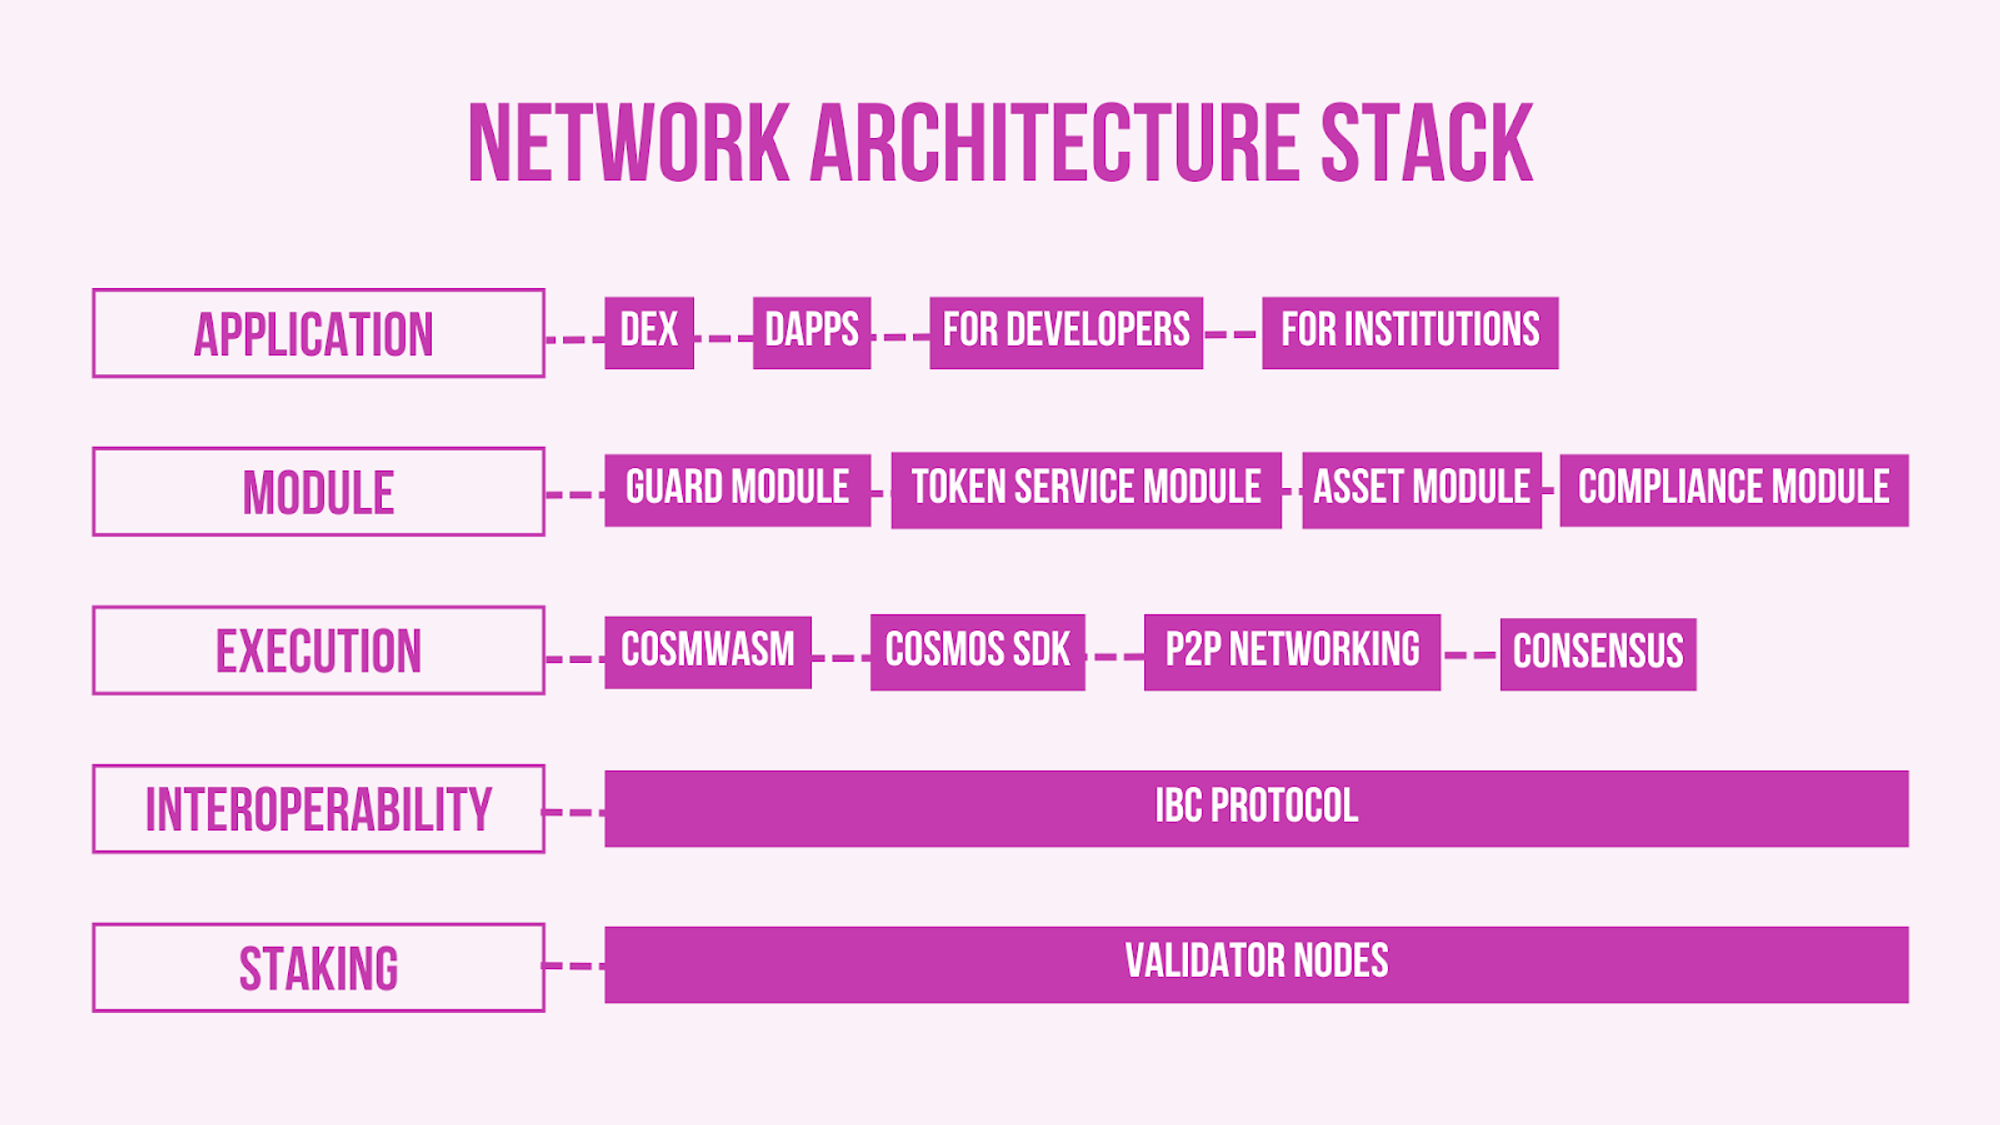 NETWORK ARCHITECTURE STACK
APPLICATION
DEX
DAPPS
FOR DEVELOPERS
FOR INSTITUTIONS
MODULE
GUARD MODULE
TOKEN SERVICE MODULE
ASSET MODULE
COMPLIANCE MODULE
EXECUTION
COSMWASM
COSMOS SDK
P2P NETWORKING
CONSENSUS
INTEROPERABILITY
IBC PROTOCOL
STAKING
VALIDATOR NODES